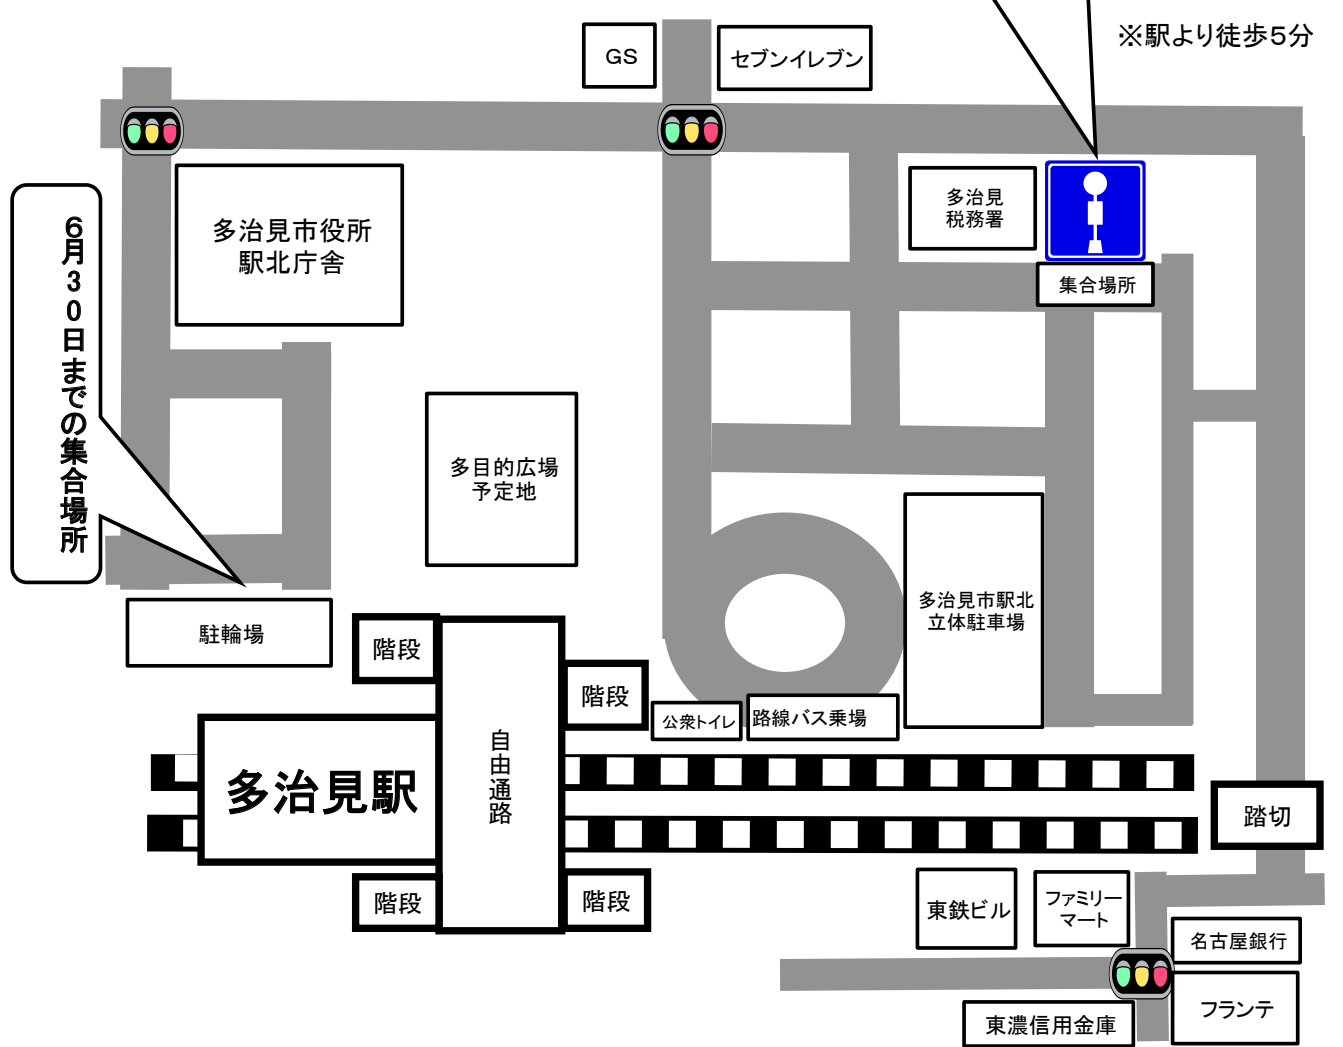 ※駅より徒歩5分
GS
セブンイレブン
多治見市役所
駅北庁舎
多治見
税務署
集合場所
6月30日までの集合場所
多目的広場
予定地
多治見市駅北
立体駐車場
駐輪場
階段
階段
公衆トイレ
路線バス乗場
自由通路
多治見駅
踏切
階段
階段
東鉄ビル
ファミリー
マート
名古屋銀行
フランテ
東濃信用金庫